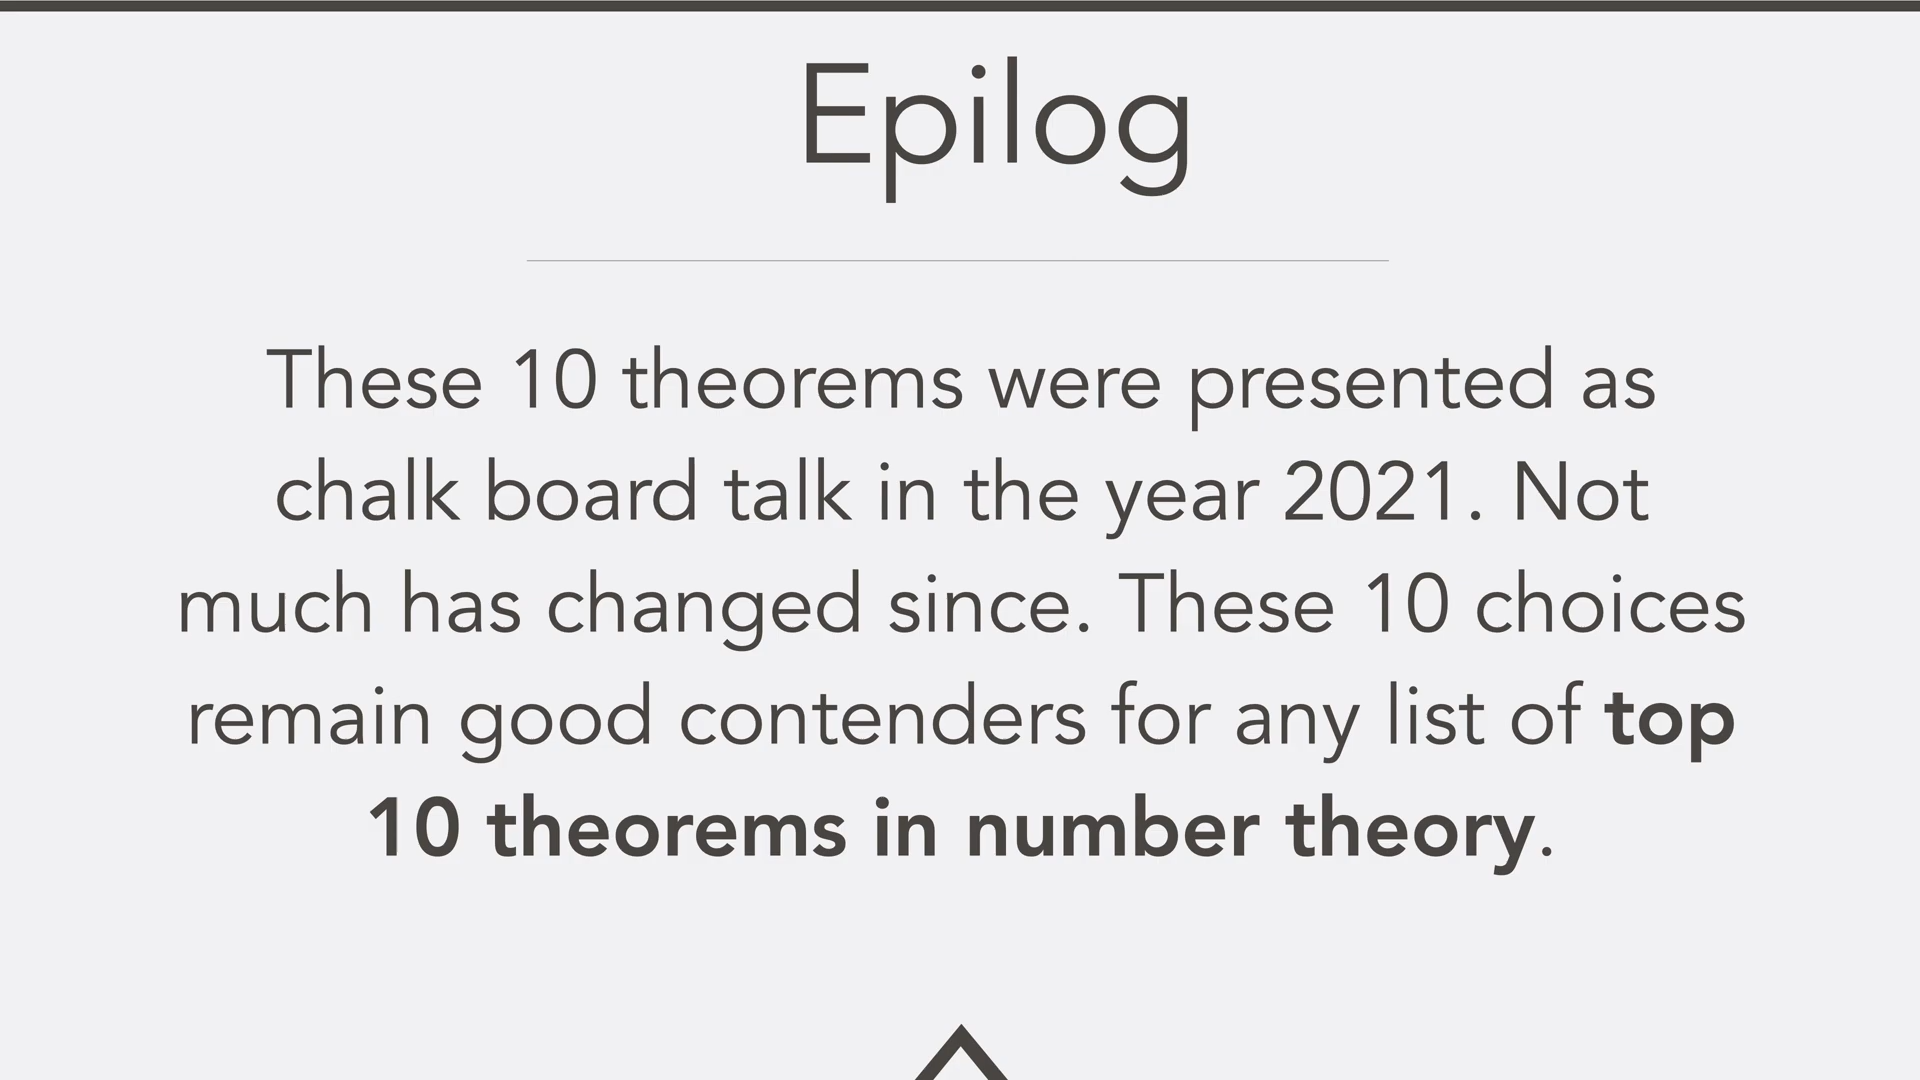 Epilog
These 10 theorems were presented as
chalk board talk in the year 2021. Not
much has changed since. These 10 choices
remain good contenders for any list of top
10 theorems in number theory.